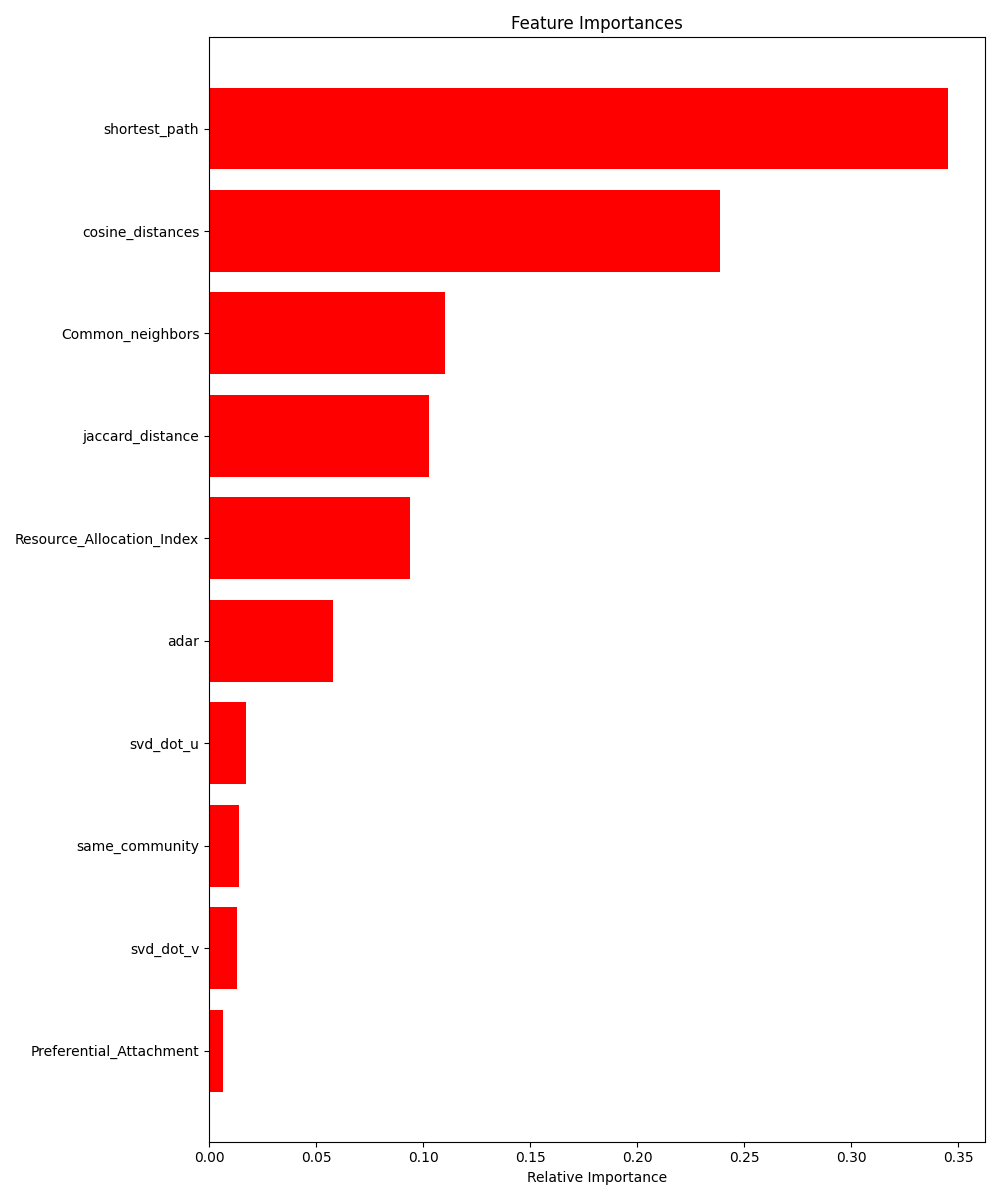 Feature Importances
shortest_path
cosine_distances
Common_neighbors
jaccard_distance
Resource_Allocation_Index
adar
svd_dot_u
same_community
svd_dot_v
Preferential_Attachment
0.00 0.05 0.10 0.15 0.20 0.25 0.30 0.35
Relative Importance